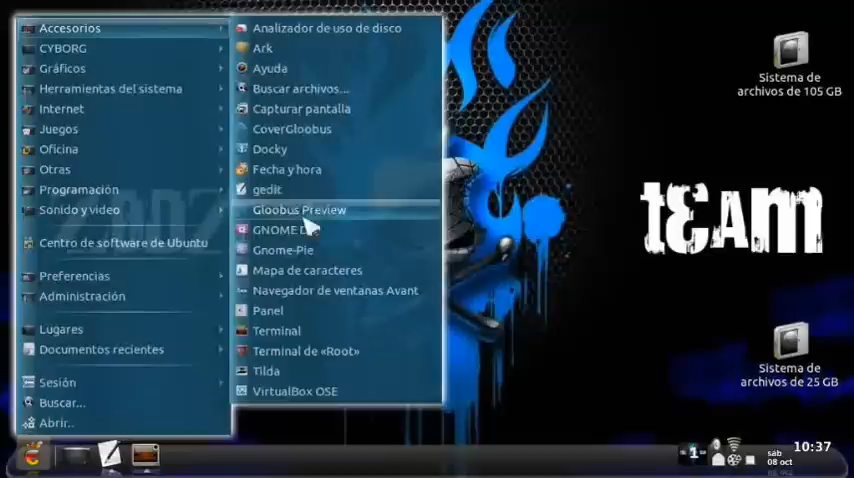 Accesorios
CYBORG
Gráficos
Herramientas del sistema
Internet
Juegos
Oficina
Otras
Programación
Sonido y video
Centro de software de Ubuntu
Preferencias
Administración
Lugares
Documentos recientes
Sesión
Buscar...
Abrir..
Analizador de uso de disco
Ark
Ayuda
Buscar archivos...
Capturar pantalla
CoverGloobus
Docky
Fecha y hora
gedit
Gloobus Preview
GNOME
Gnome-Pie
Mapa de caracteres
Navegador de ventanas Avant
Panel
Terminal
Terminal de «Root»
Tilda
VirtualBox OSE
Sistema de
archivos de 105 GB
tEAm
Sistema de
archivos de 25 GB
1
sáb
08 oct
10:37